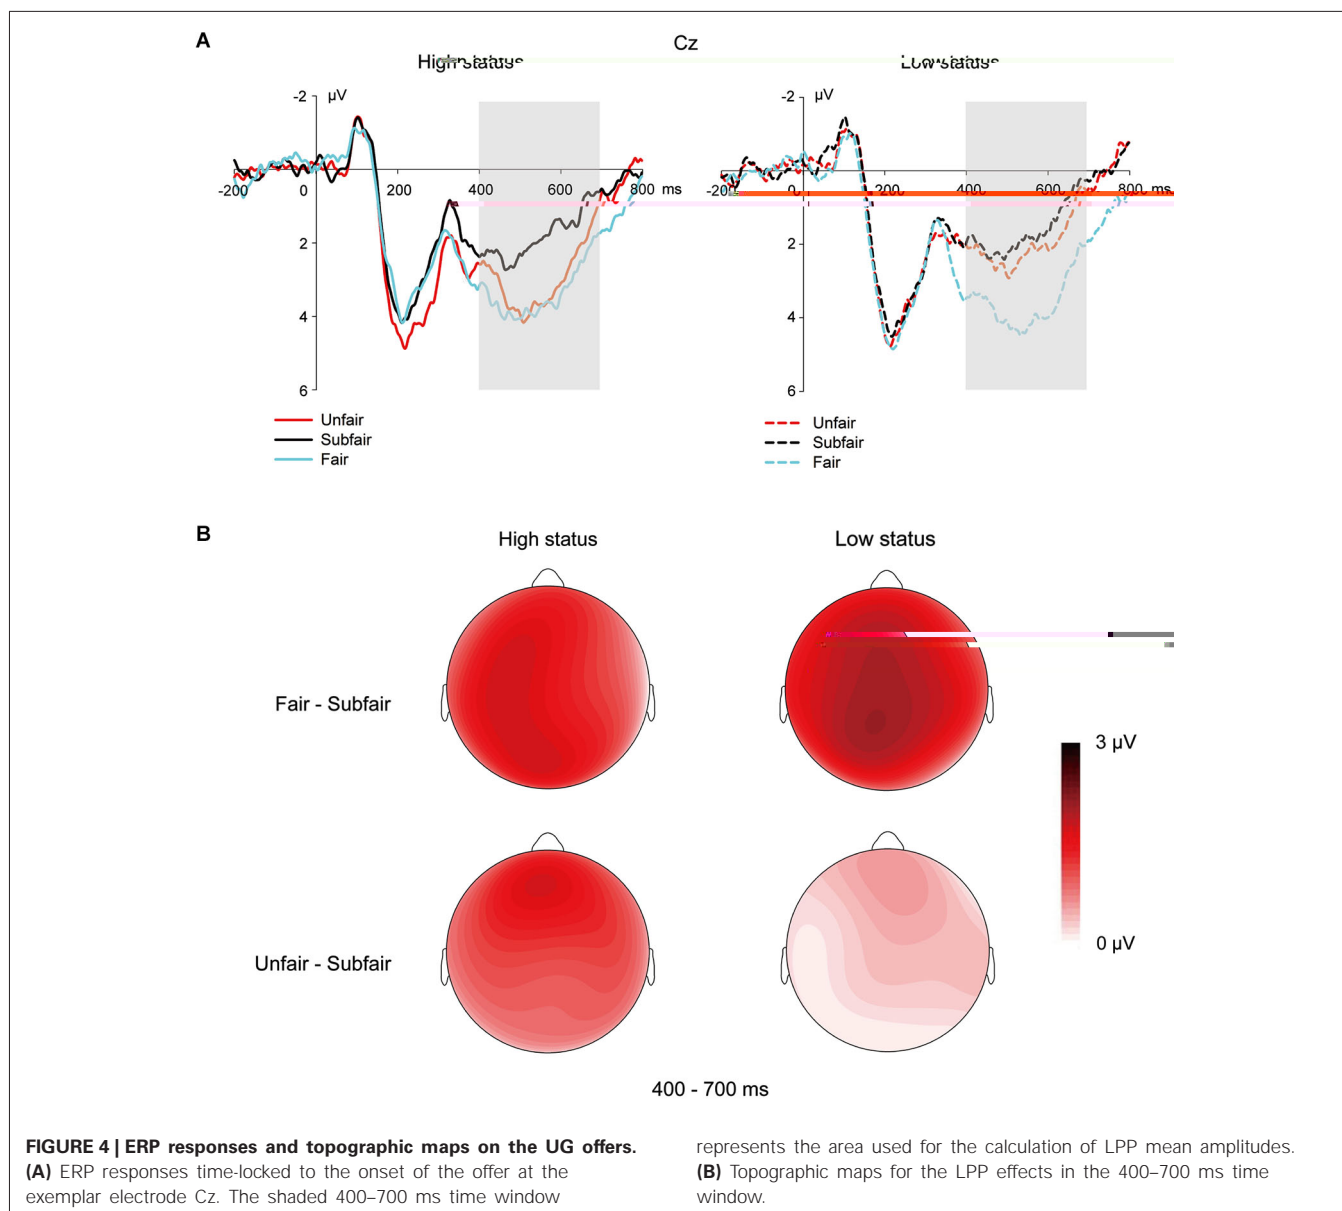 A
Cz
High status
Low status
-2
μV
-200
0
200
400
600
800
ms
2
4
6
-2
μV
-200
0
200
400
600
800
ms
2
4
6
Unfair
Subfair
Fair
Unfair
Subfair
Fair
B
High status
Low status
Fair - Subfair
3 μV
0 μV
Unfair - Subfair
400 - 700 ms
FIGURE 4 | ERP responses and topographic maps on the UG offers.
(A) ERP responses time-locked to the onset of the offer at the
exemplar electrode Cz. The shaded 400–700 ms time window
represents the area used for the calculation of LPP mean amplitudes.
(B) Topographic maps for the LPP effects in the 400–700 ms time
window.